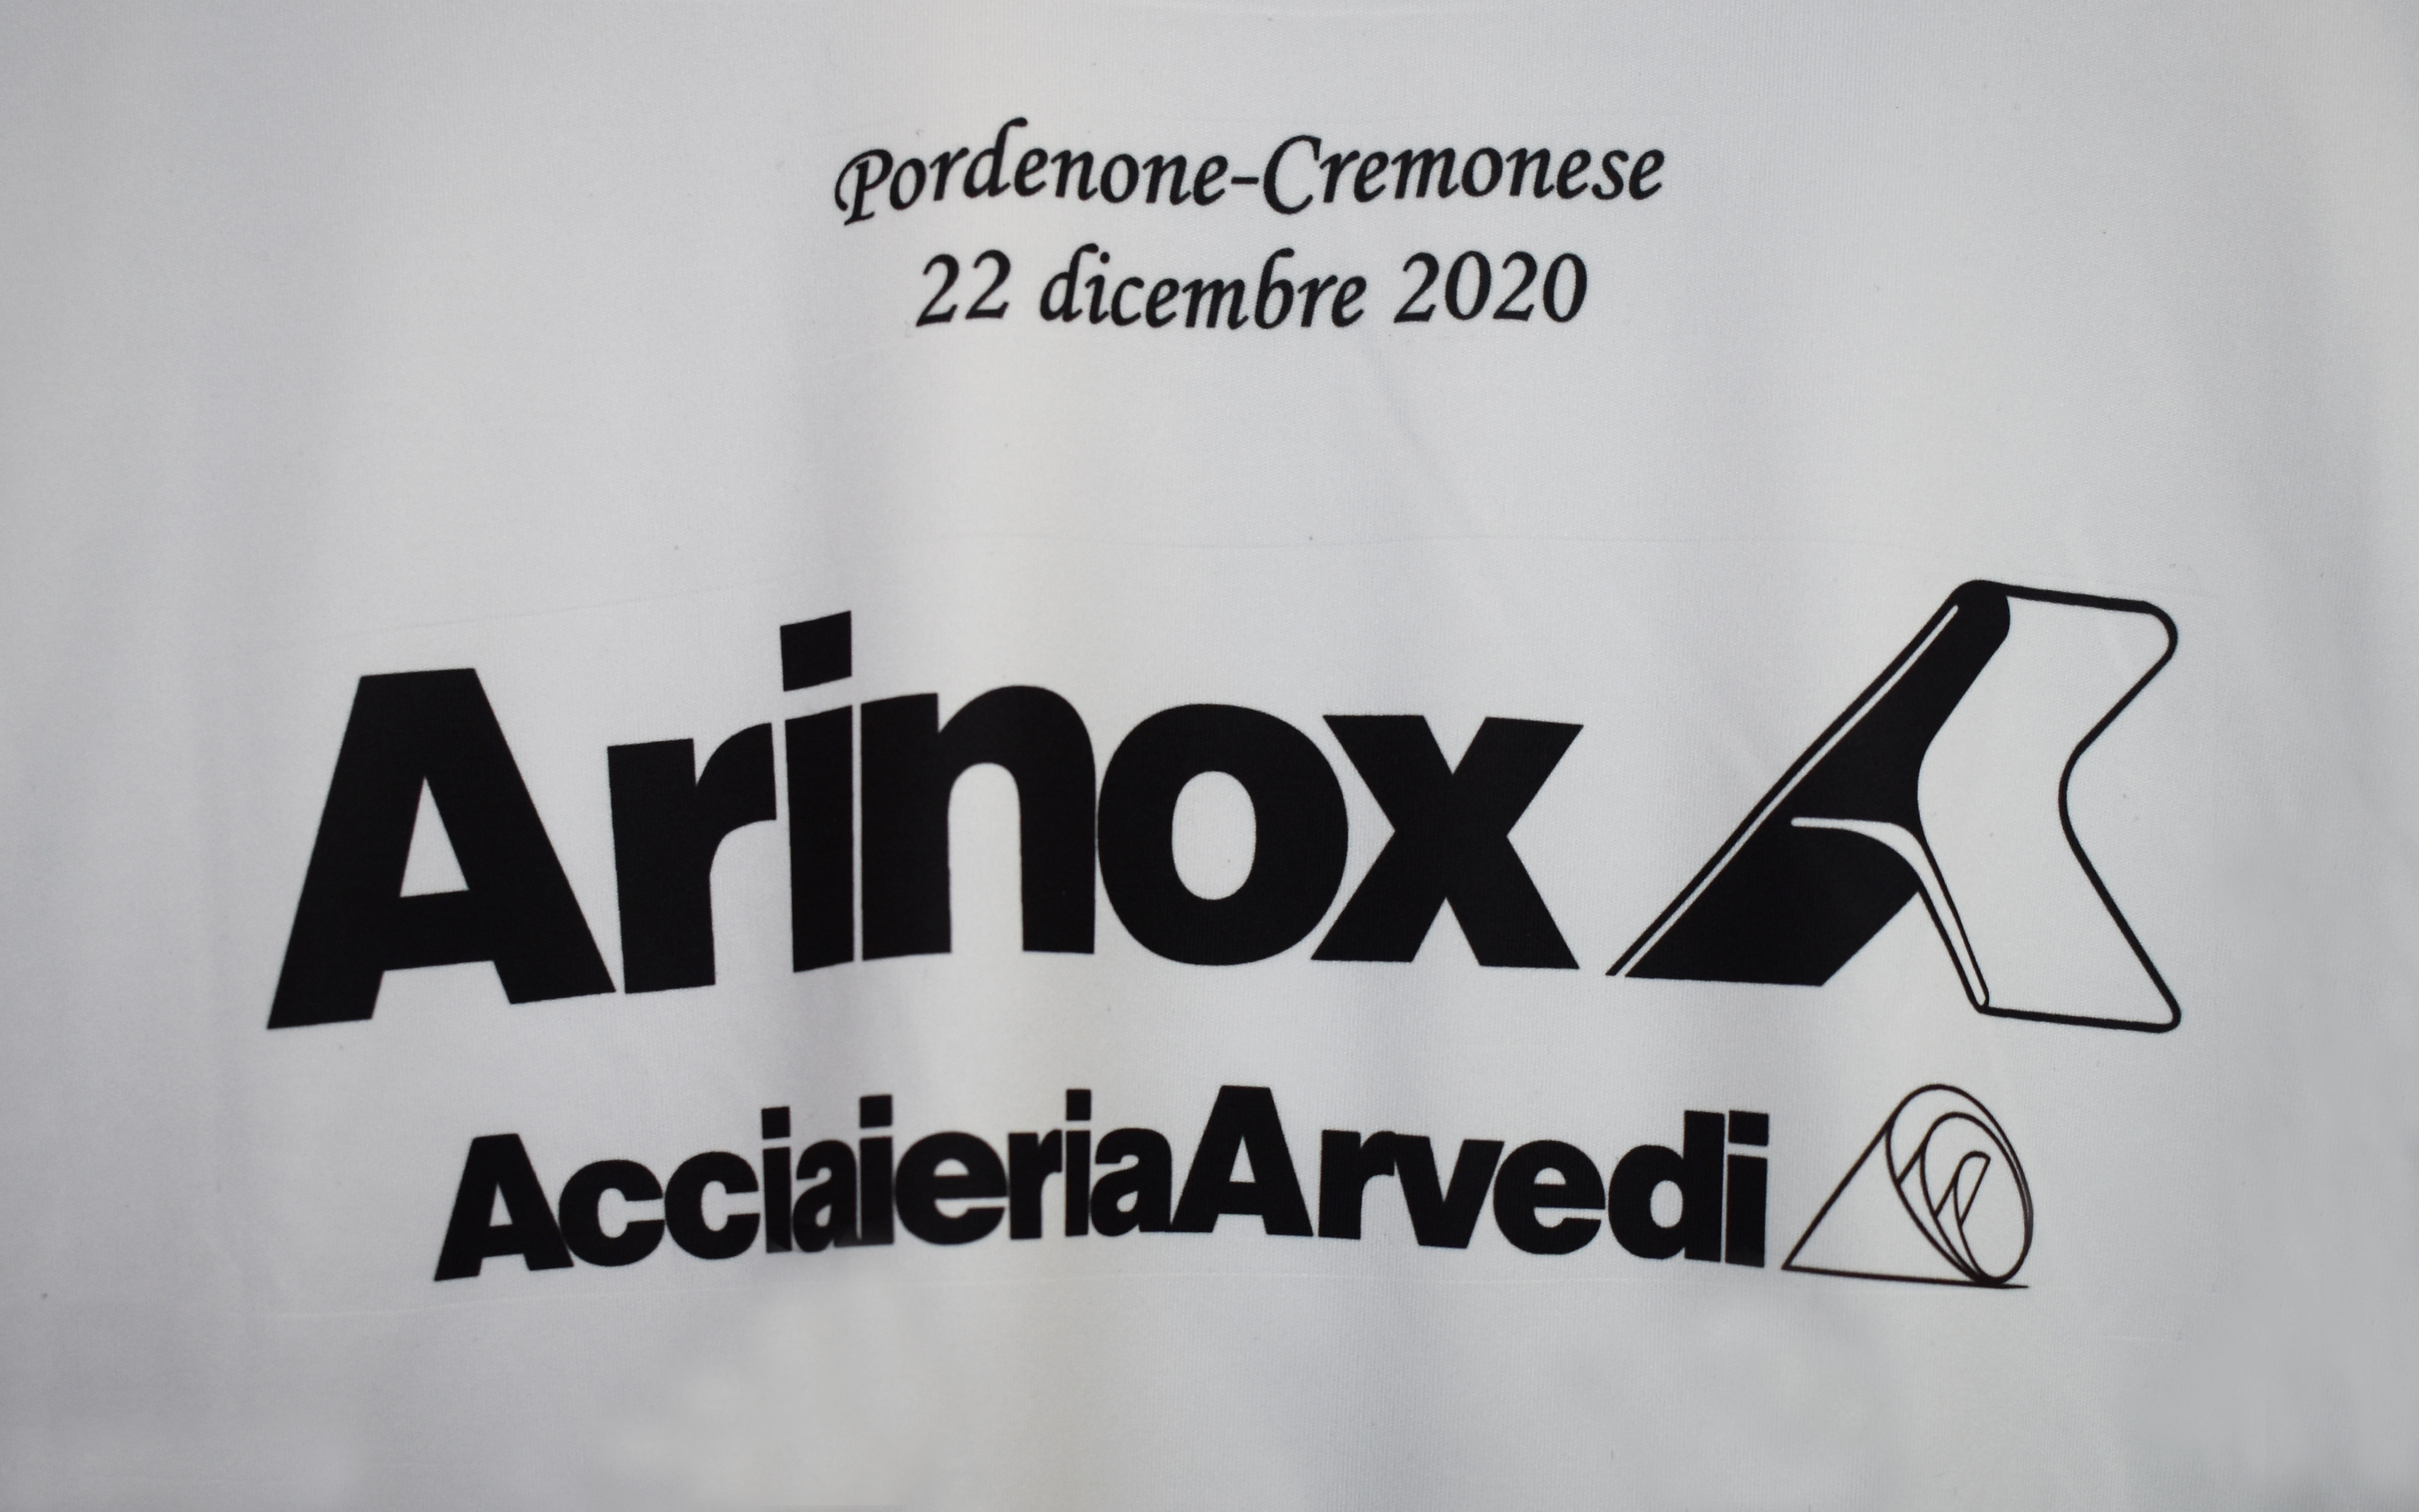 Pordenone-Cremonese
22 dicembre 2020
Arinox
AcciaieriaArvedi